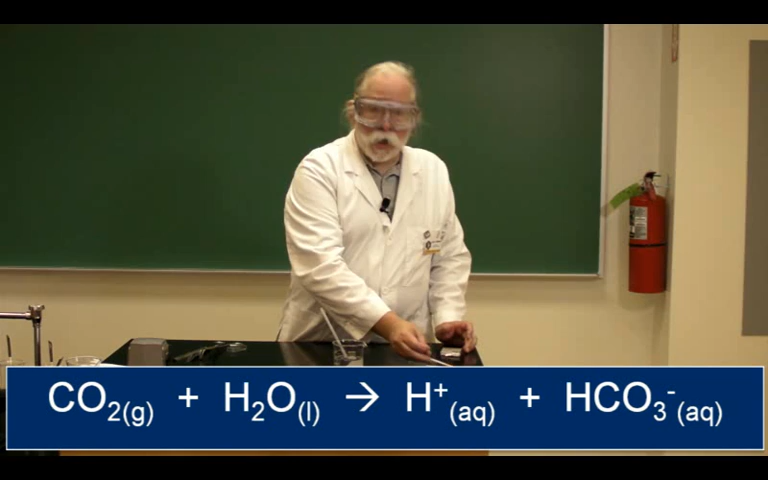 CO₂(g) + H₂O(l) → H⁺(aq) + HCO₃⁻(aq)